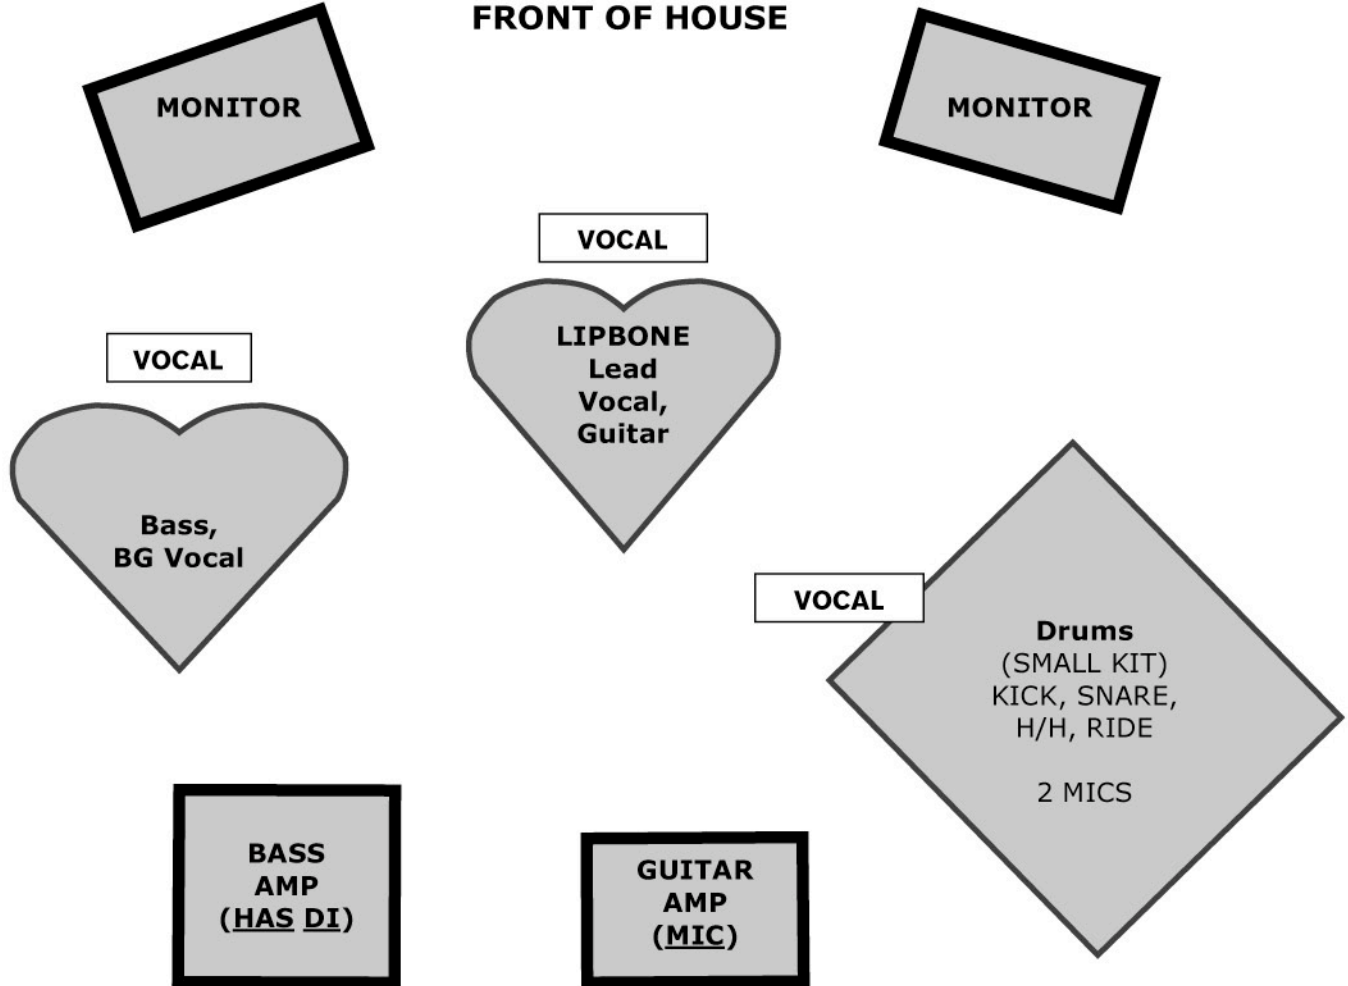 FRONT OF HOUSE
MONITOR
MONITOR
VOCAL
LIPBONE
Lead
Vocal,
Guitar
VOCAL
Bass,
BG Vocal
VOCAL
Drums
(SMALL KIT)
KICK, SNARE,
H/H, RIDE
2 MICS
BASS
AMP
(HAS DI)
GUITAR
AMP
(MIC)